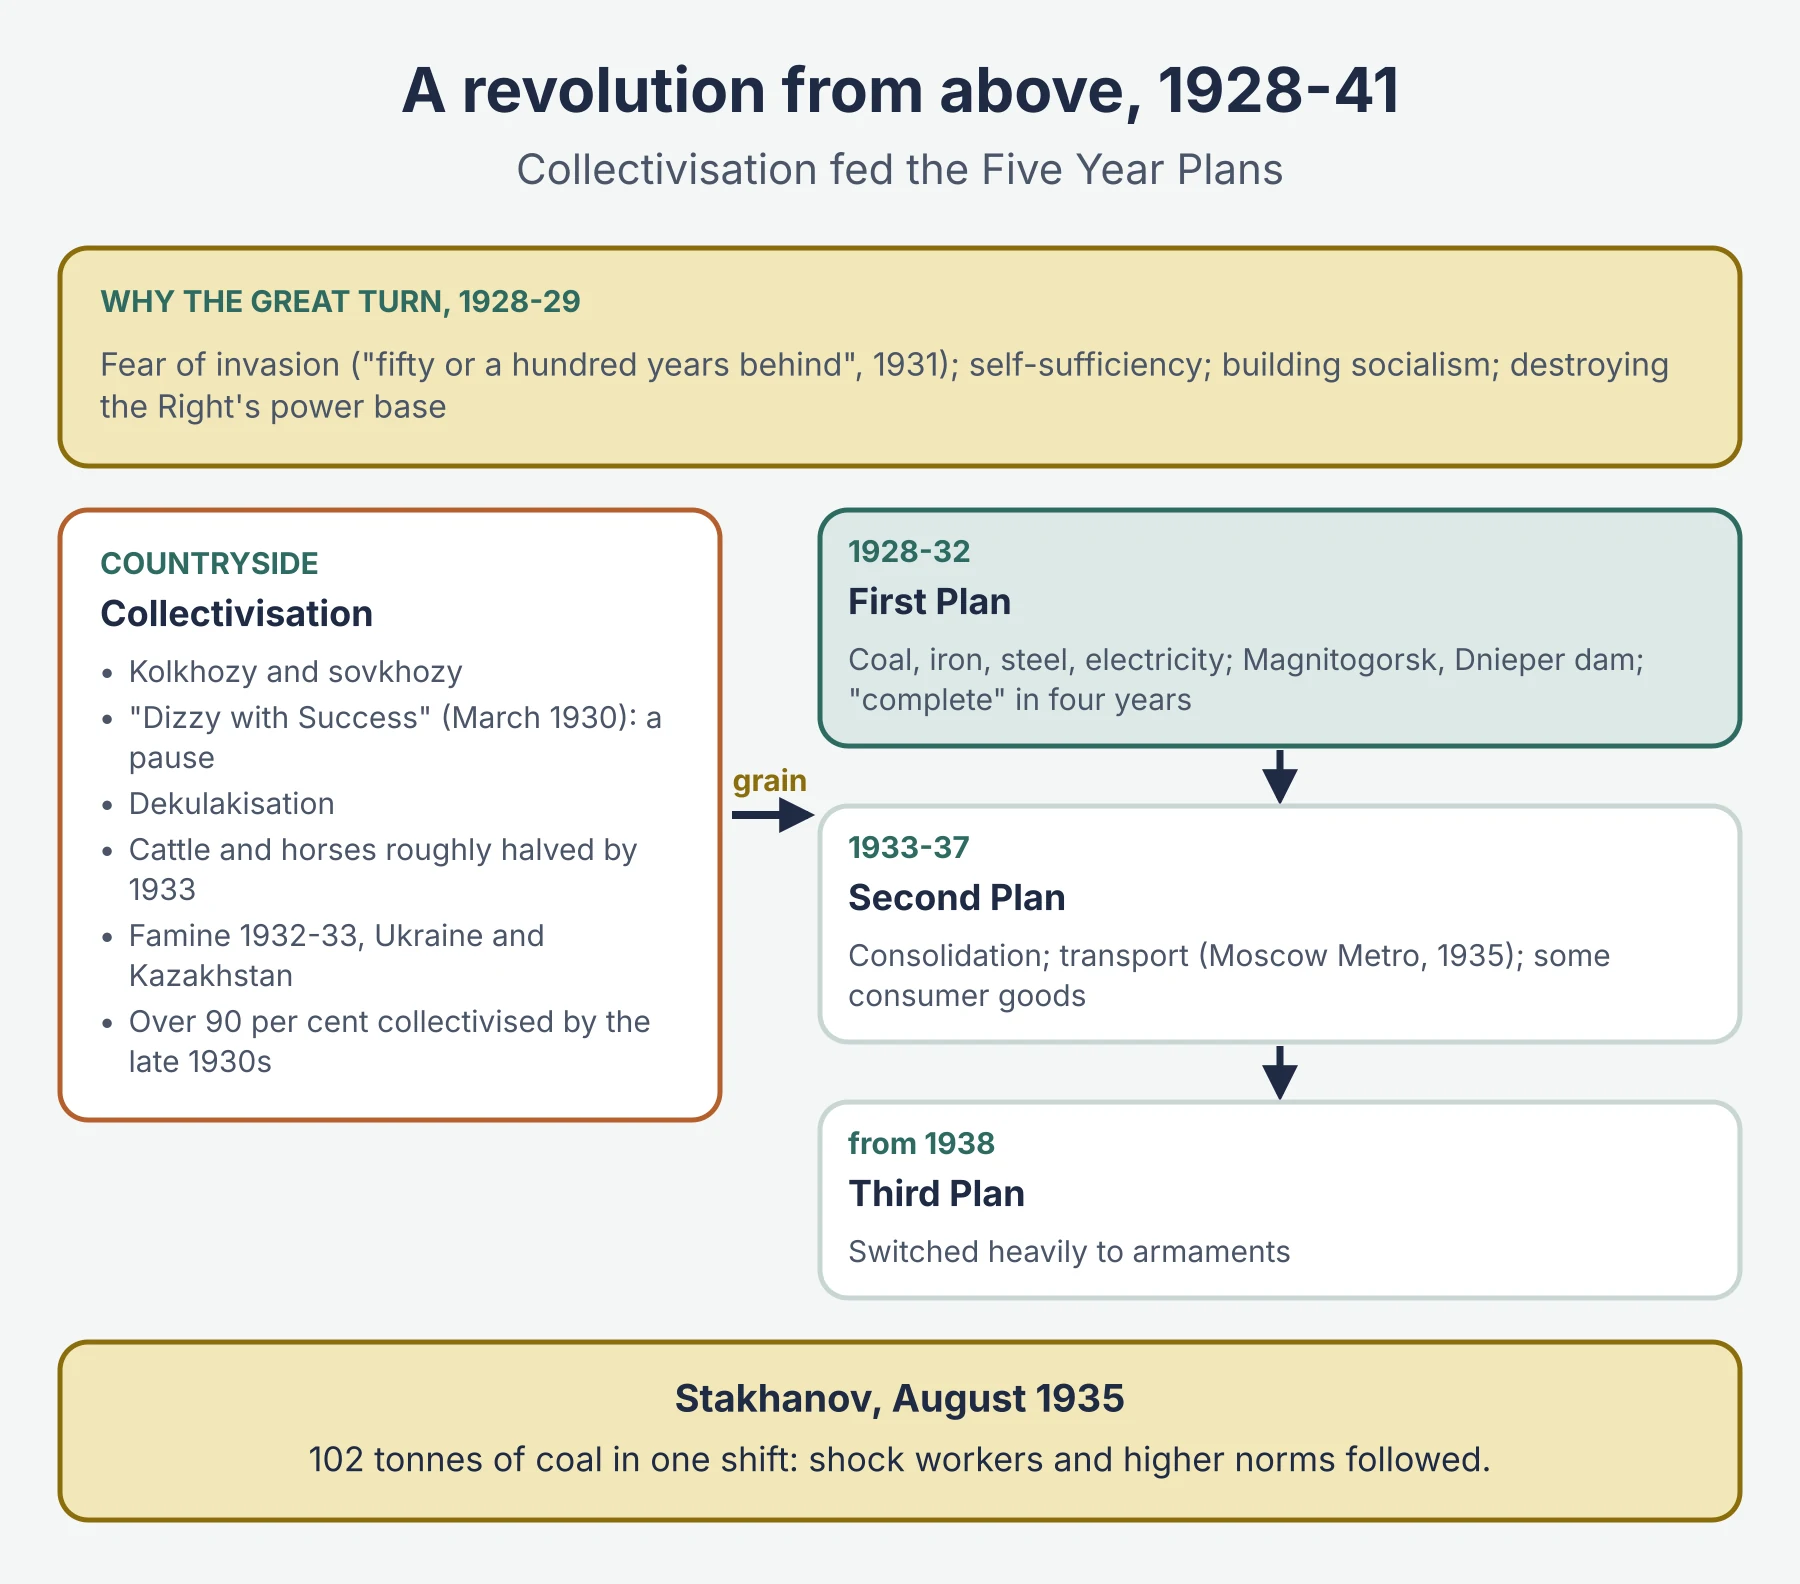 A revolution from above, 1928-41
Collectivisation fed the Five Year Plans
WHY THE GREAT TURN, 1928-29
Fear of invasion ("fifty or a hundred years behind", 1931); self-sufficiency; building socialism; destroying
the Right's power base
COUNTRYSIDE
Collectivisation
• Kolkhozy and sovkhozy
• "Dizzy with Success" (March 1930): a
pause
• Dekulakisation
• Cattle and horses roughly halved by
1933
• Famine 1932-33, Ukraine and
Kazakhstan
• Over 90 per cent collectivised by the
late 1930s
grain
1928-32
First Plan
Coal, iron, steel, electricity; Magnitogorsk, Dnieper dam;
"complete" in four years
1933-37
Second Plan
Consolidation; transport (Moscow Metro, 1935); some
consumer goods
from 1938
Third Plan
Switched heavily to armaments
Stakhanov, August 1935
102 tonnes of coal in one shift: shock workers and higher norms followed.